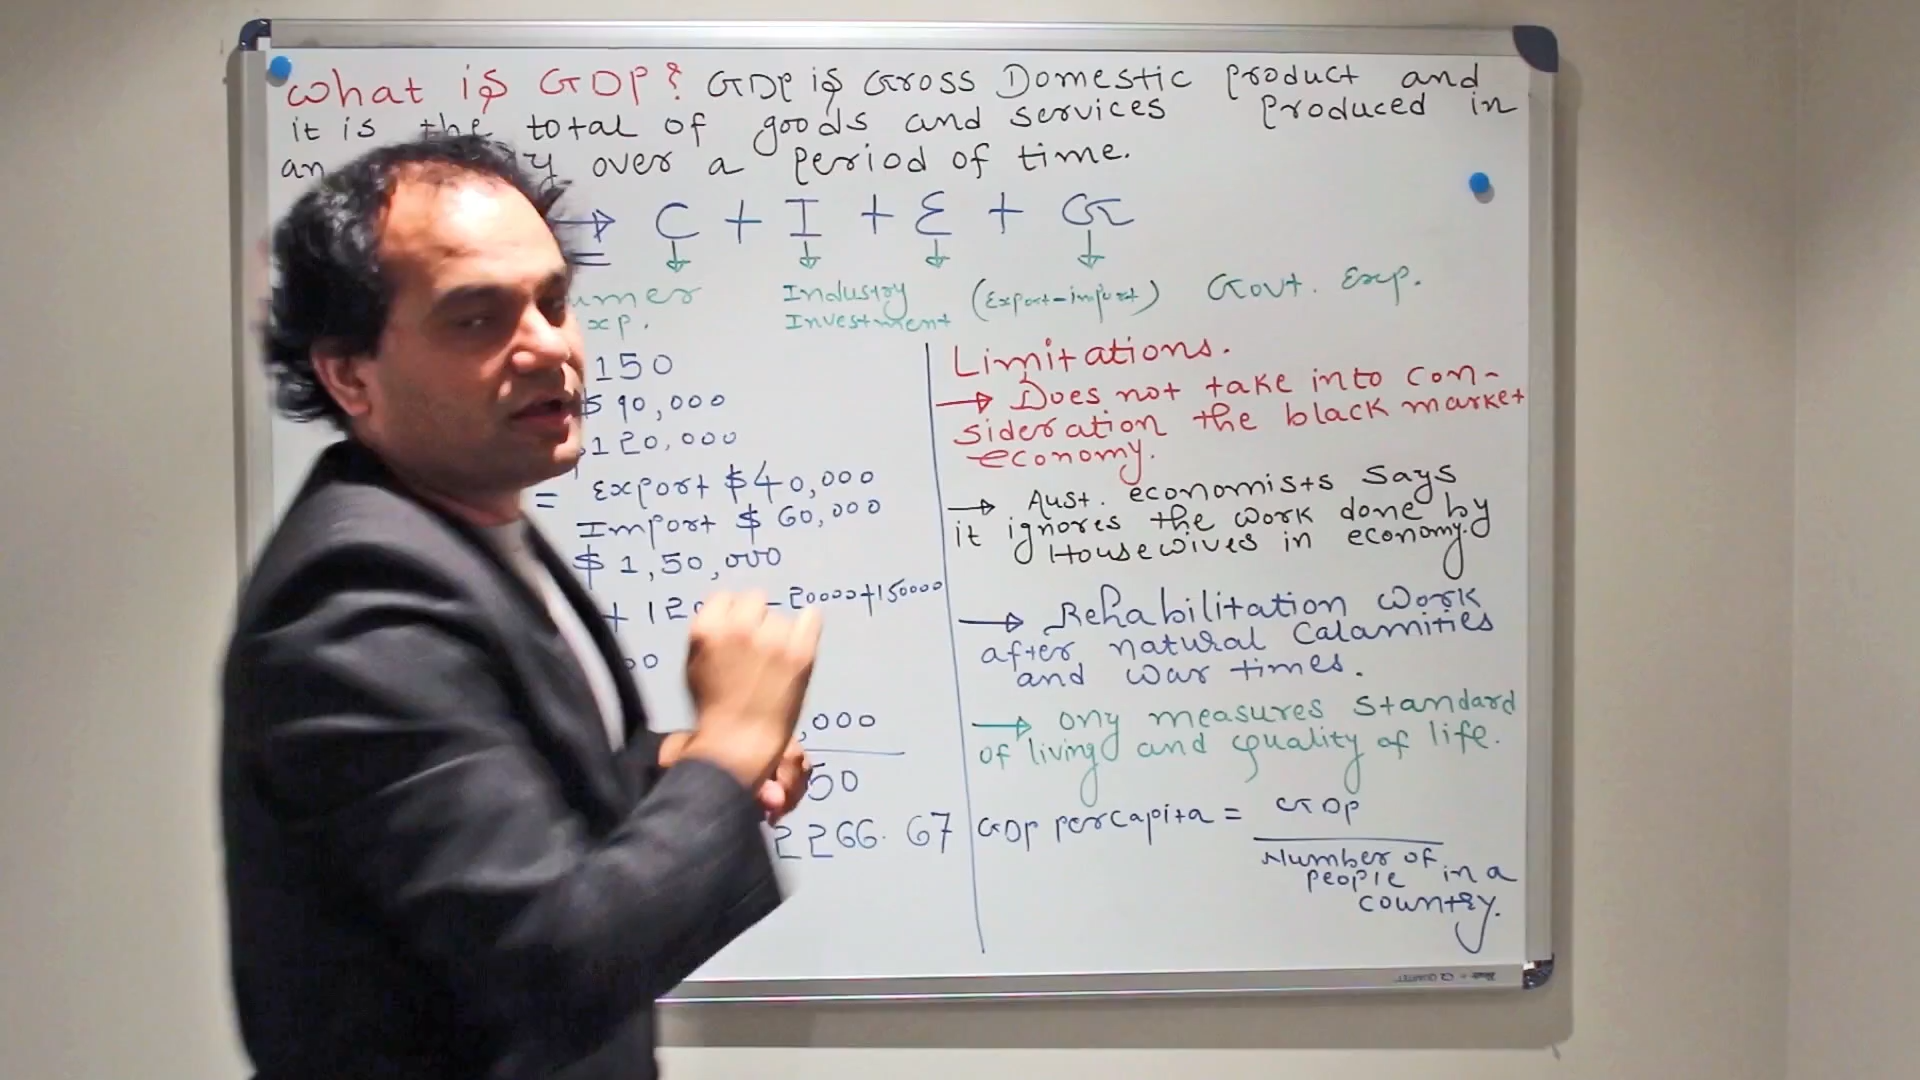 What is GDP? GDP is Gross Domestic product and
it is the total of goods and services produced in
an over a period of time.
→ C + I + E + G
Industry
Investment
(Export-import)
Govt. Exp.
xp.
150
$90,000
120,000
= Export $40,000
Import $60,000
$1,50,000
+ 120 - 20000+150000
,000
50
2266.67
Limitations.
→ Does not take into con-
sideration the black market
economy.
→ Aust. economists says
it ignores the work done by
Housewives in economy.
→ Rehabilitation work
after natural Calamities
and war times.
→ ony measures standard
of living and quality of life.
GDP percapita = GDP
Number of
people in a
country.